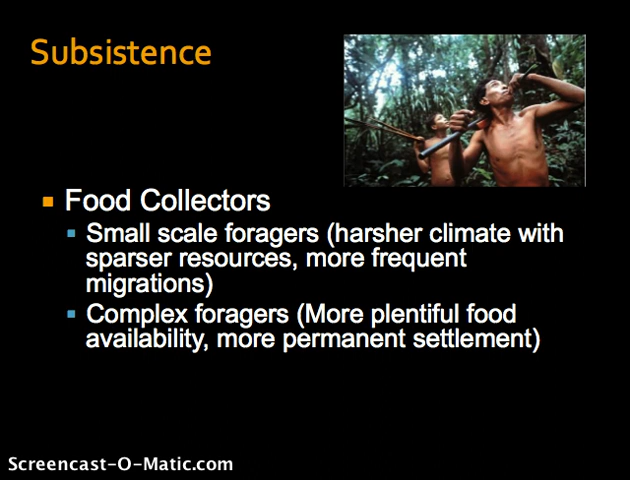 Subsistence
Food Collectors
Small scale foragers (harsher climate with
sparser resources, more frequent
migrations)
Complex foragers (More plentiful food
availability, more permanent settlement)
Screencast-O-Matic.com